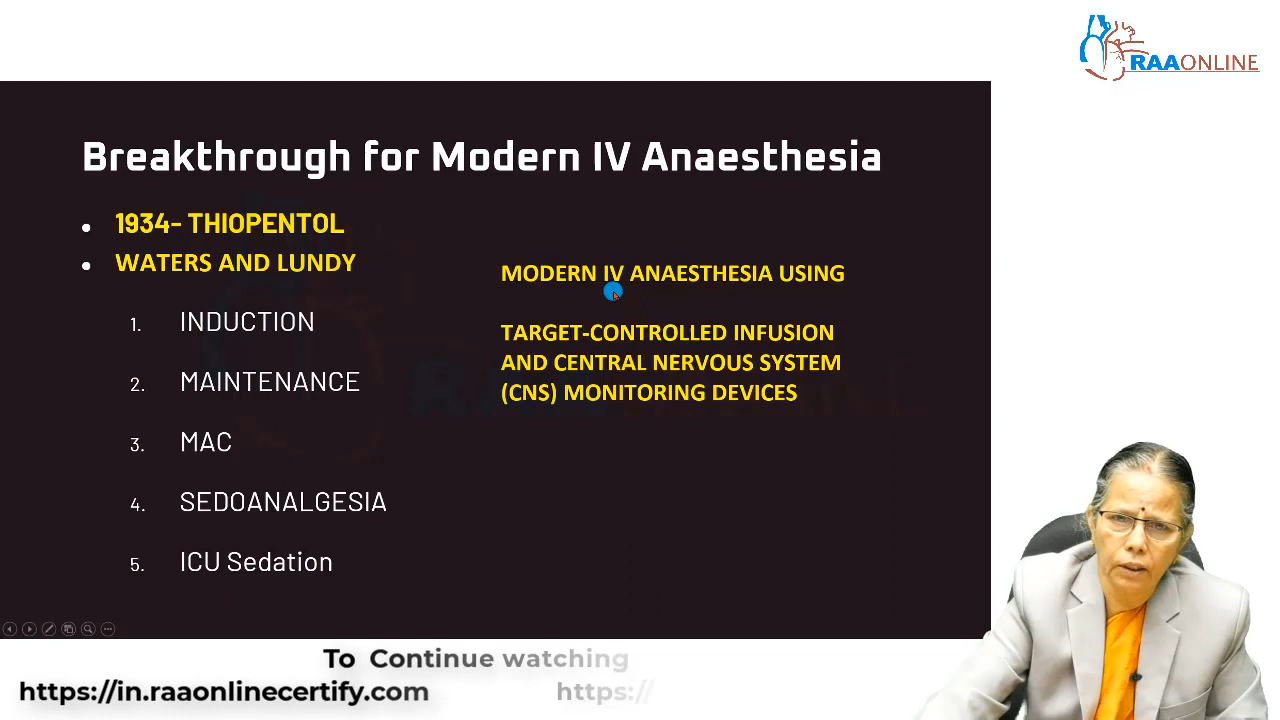 RAAONLINE
Breakthrough for Modern IV Anaesthesia
• 1934- THIOPENTOL
• WATERS AND LUNDY
1. INDUCTION
2. MAINTENANCE
3. MAC
4. SEDOANALGESIA
5. ICU Sedation
MODERN IV ANAESTHESIA USING
TARGET-CONTROLLED INFUSION
AND CENTRAL NERVOUS SYSTEM
(CNS) MONITORING DEVICES
To Continue watching
https://in.raaonlinecertify.com https://